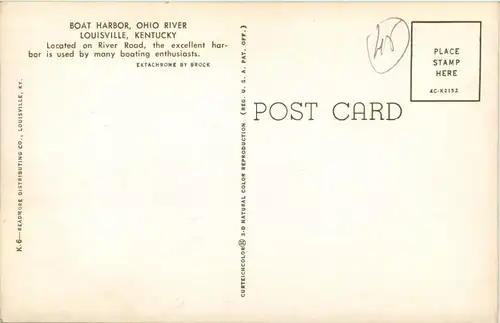 BOAT HARBOR, OHIO RIVER
LOUISVILLE, KENTUCKY
Located on River Road, the excellent har-
bor is used by many boating enthusiasts.
EKTACHROME BY BROCK
K-6—READMORE DISTRIBUTING CO., LOUISVILLE, KY.
CURTEICHCOLOR® 3-D NATURAL COLOR REPRODUCTION (REG. U. S. A. PAT. OFF.)
POST CARD
PLACE
STAMP
HERE
4C-K2152